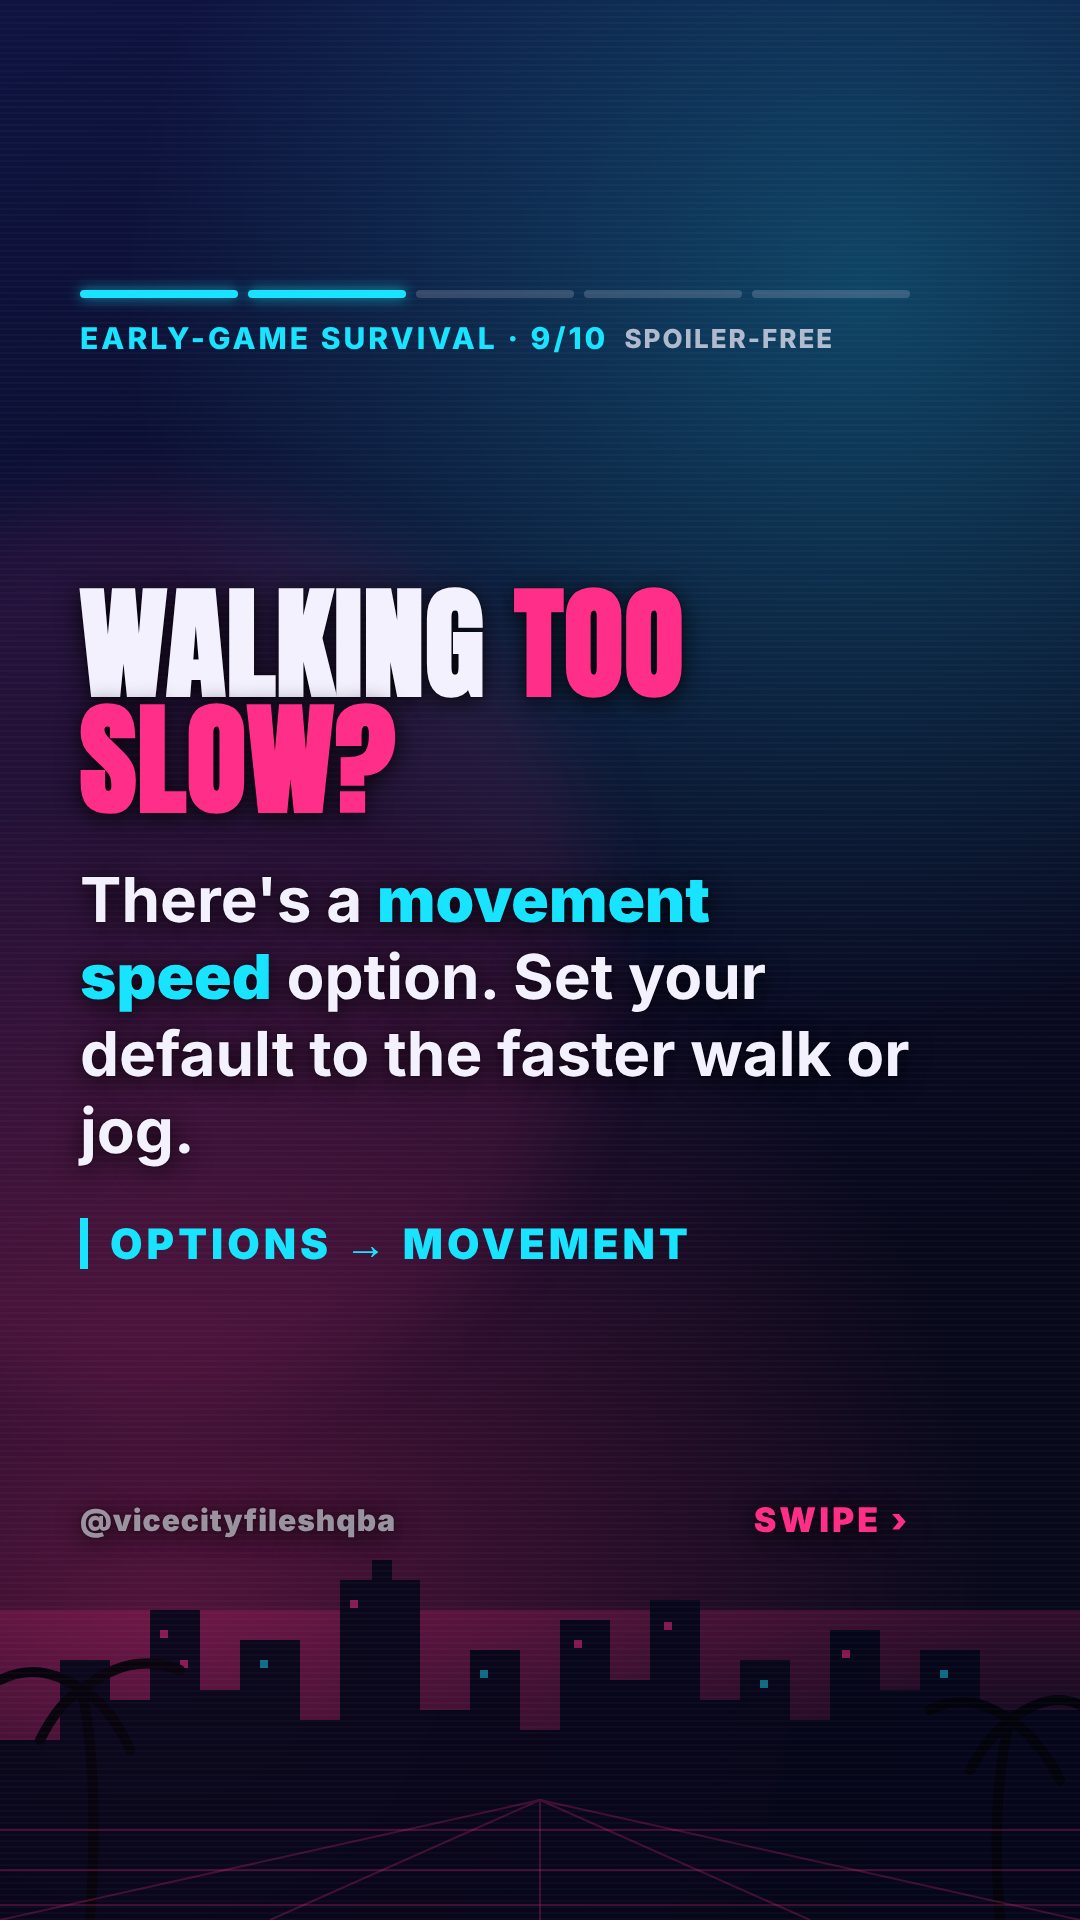 EARLY-GAME SURVIVAL · 9/10 SPOILER-FREE
WALKING TOO
SLOW?
There's a movement
speed option. Set your
default to the faster walk or
jog.
OPTIONS → MOVEMENT
@vicecityfileshqba SWIPE ›